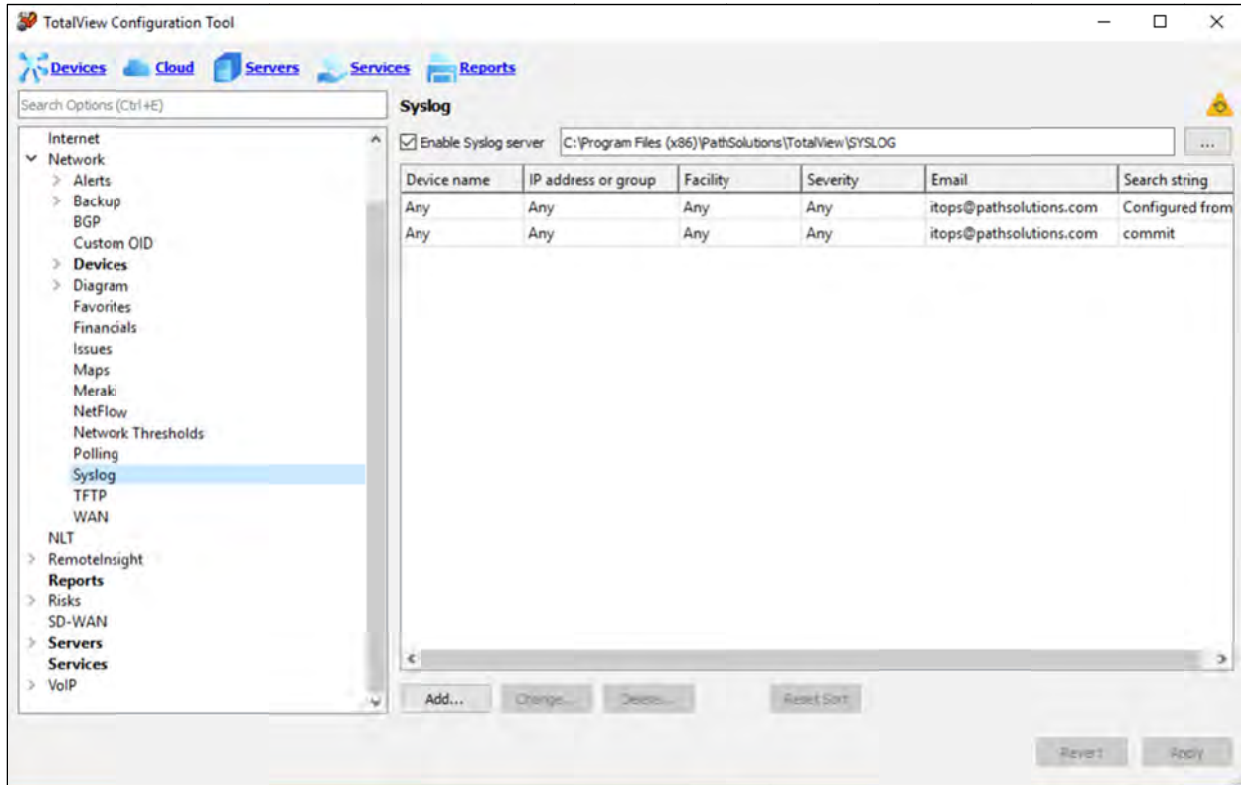 TotalView Configuration Tool
Devices Cloud Servers Services Reports
Search Options (Ctrl+E)
Internet
Network
Alerts
Backup
BGP
Custom OID
Devices
Diagram
Favorites
Financials
Issues
Maps
Meraki
NetFlow
Network Thresholds
Polling
Syslog
TFTP
WAN
NLT
RemoteInsight
Reports
Risks
SD-WAN
Servers
Services
VoIP
Syslog
Enable Syslog server C:\Program Files (x86)\PathSolutions\TotalView\SYSLOG ...
Device name IP address or group Facility Severity Email Search string
Any Any Any Any itops@pathsolutions.com Configured from
Any Any Any Any itops@pathsolutions.com commit
Add... Change... Delete... Reset Sort
Revert Apply